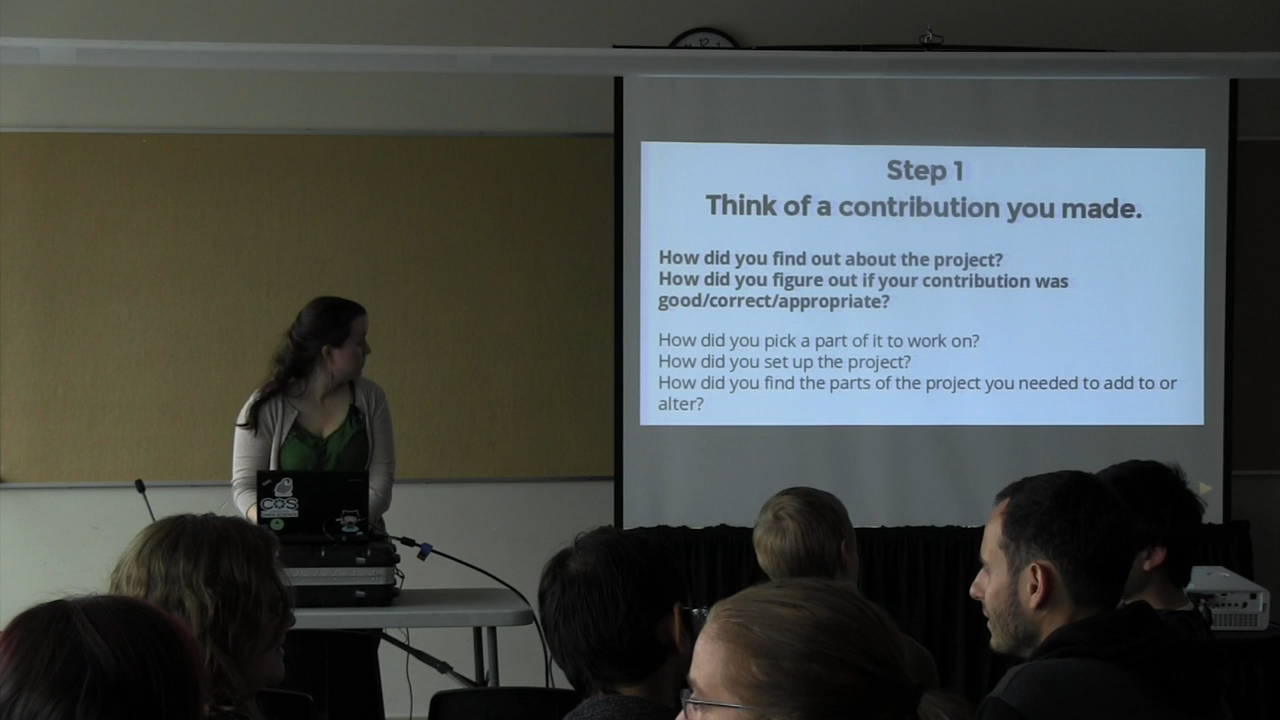 Step 1
Think of a contribution you made.
How did you find out about the project?
How did you figure out if your contribution was
good/correct/appropriate?
How did you pick a part of it to work on?
How did you set up the project?
How did you find the parts of the project you needed to add to or
alter?
COS